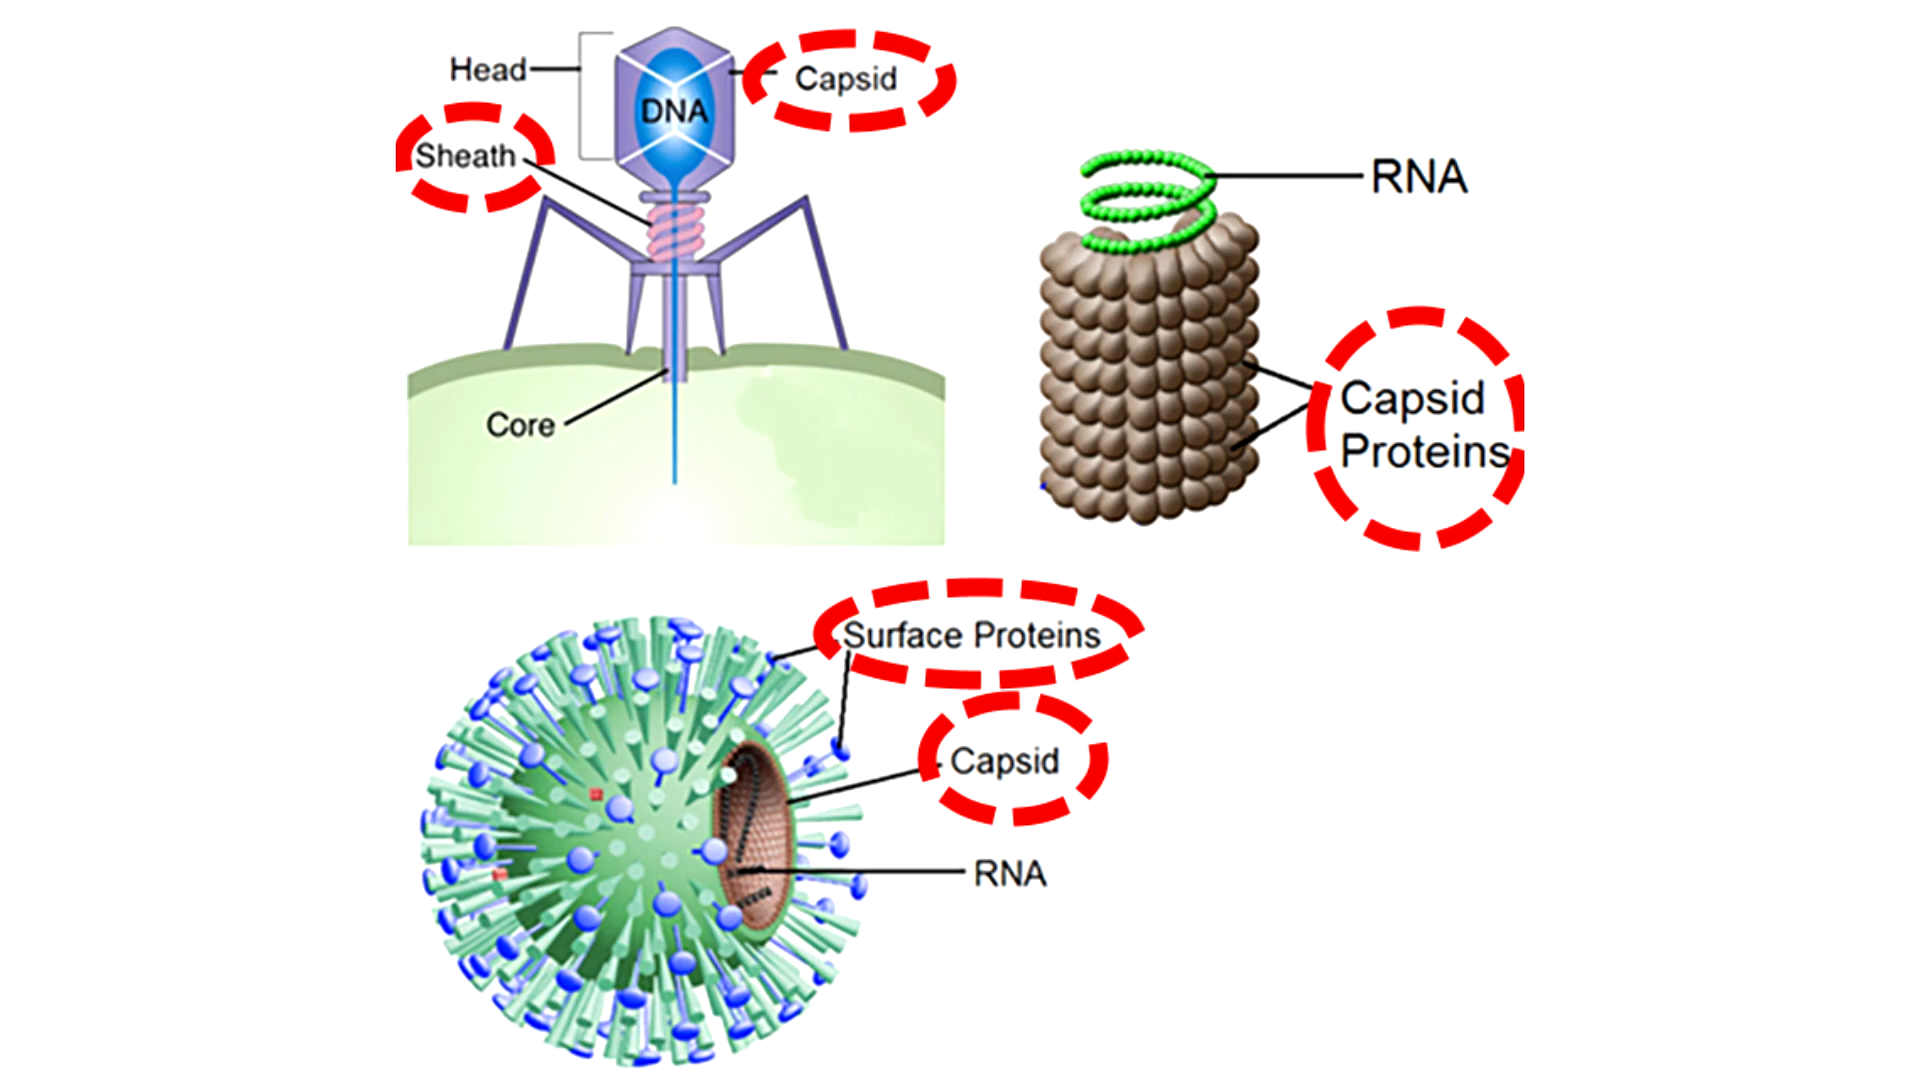 Head
Capsid
DNA
Sheath
Core
RNA
Capsid
Proteins
Surface Proteins
Capsid
RNA